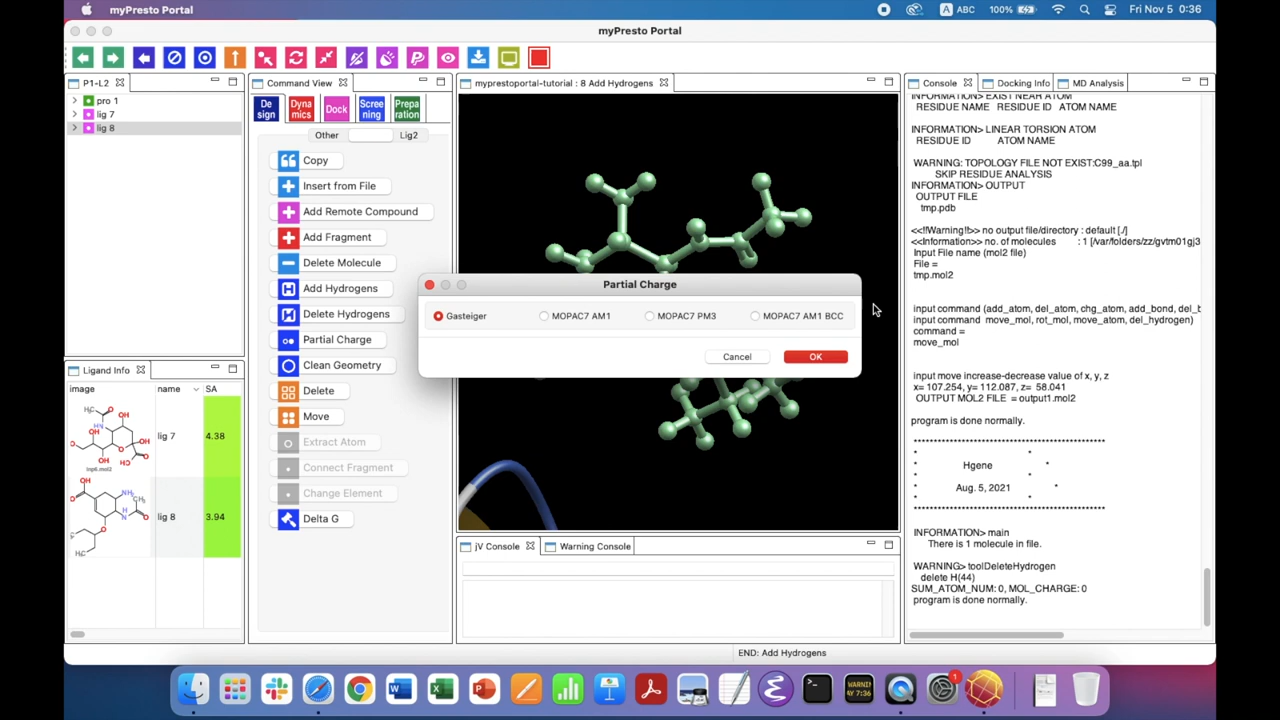 myPresto Portal
A ABC
100%
Fri Nov 5 0:36
myPresto Portal
P1-L2
pro 1
lig 7
lig 8
Command View
De
sign
Dyna
mics
Dock
Scree
ning
Prepa
ration
Other
Lig2
Copy
Insert from File
Add Remote Compound
Add Fragment
Delete Molecule
Add Hydrogens
Delete Hydrogens
Partial Charge
Clean Geometry
Delete
Move
Extract Atom
Connect Fragment
Change Element
Delta G
myprestoportal-tutorial : 8 Add Hydrogens
Partial Charge
Gasteiger
MOPAC7 AM1
MOPAC7 PM3
MOPAC7 AM1 BCC
Cancel
OK
Ligand Info
image
name
SA
lig 7
4.38
lig 8
3.94
jV Console
Warning Console
END: Add Hydrogens
Console
Docking Info
MD Analysis
INFORMATION> EXIST NEAR ATOM
RESIDUE NAME RESIDUE ID ATOM NAME
INFORMATION> LINEAR TORSION ATOM
RESIDUE ID ATOM NAME
WARNING: TOPOLOGY FILE NOT EXIST:C99_aa.tpl
SKIP RESIDUE ANALYSIS
INFORMATION> OUTPUT
OUTPUT FILE
tmp.pdb
<<!!Warning!!>> no output file/directory : default [./]
<<Information>> no. of molecules : 1 [/var/folders/zz/gvtm01gj3
Input File name (mol2 file)
File =
tmp.mol2
input command (add_atom, del_atom, chg_atom, add_bond, del_b
input command move_mol, rot_mol, move_atom, del_hydrogen)
command =
move_mol
input move increase-decrease value of x, y, z
x= 107.254, y= 112.087, z= 58.041
OUTPUT MOL2 FILE = output1.mol2
program is done normally.
Hgene
Aug. 5, 2021
INFORMATION> main
There is 1 molecule in file.
WARNING> toolDeleteHydrogen
delete H(44)
SUM_ATOM_NUM: 0, MOL_CHARGE: 0
program is done normally.